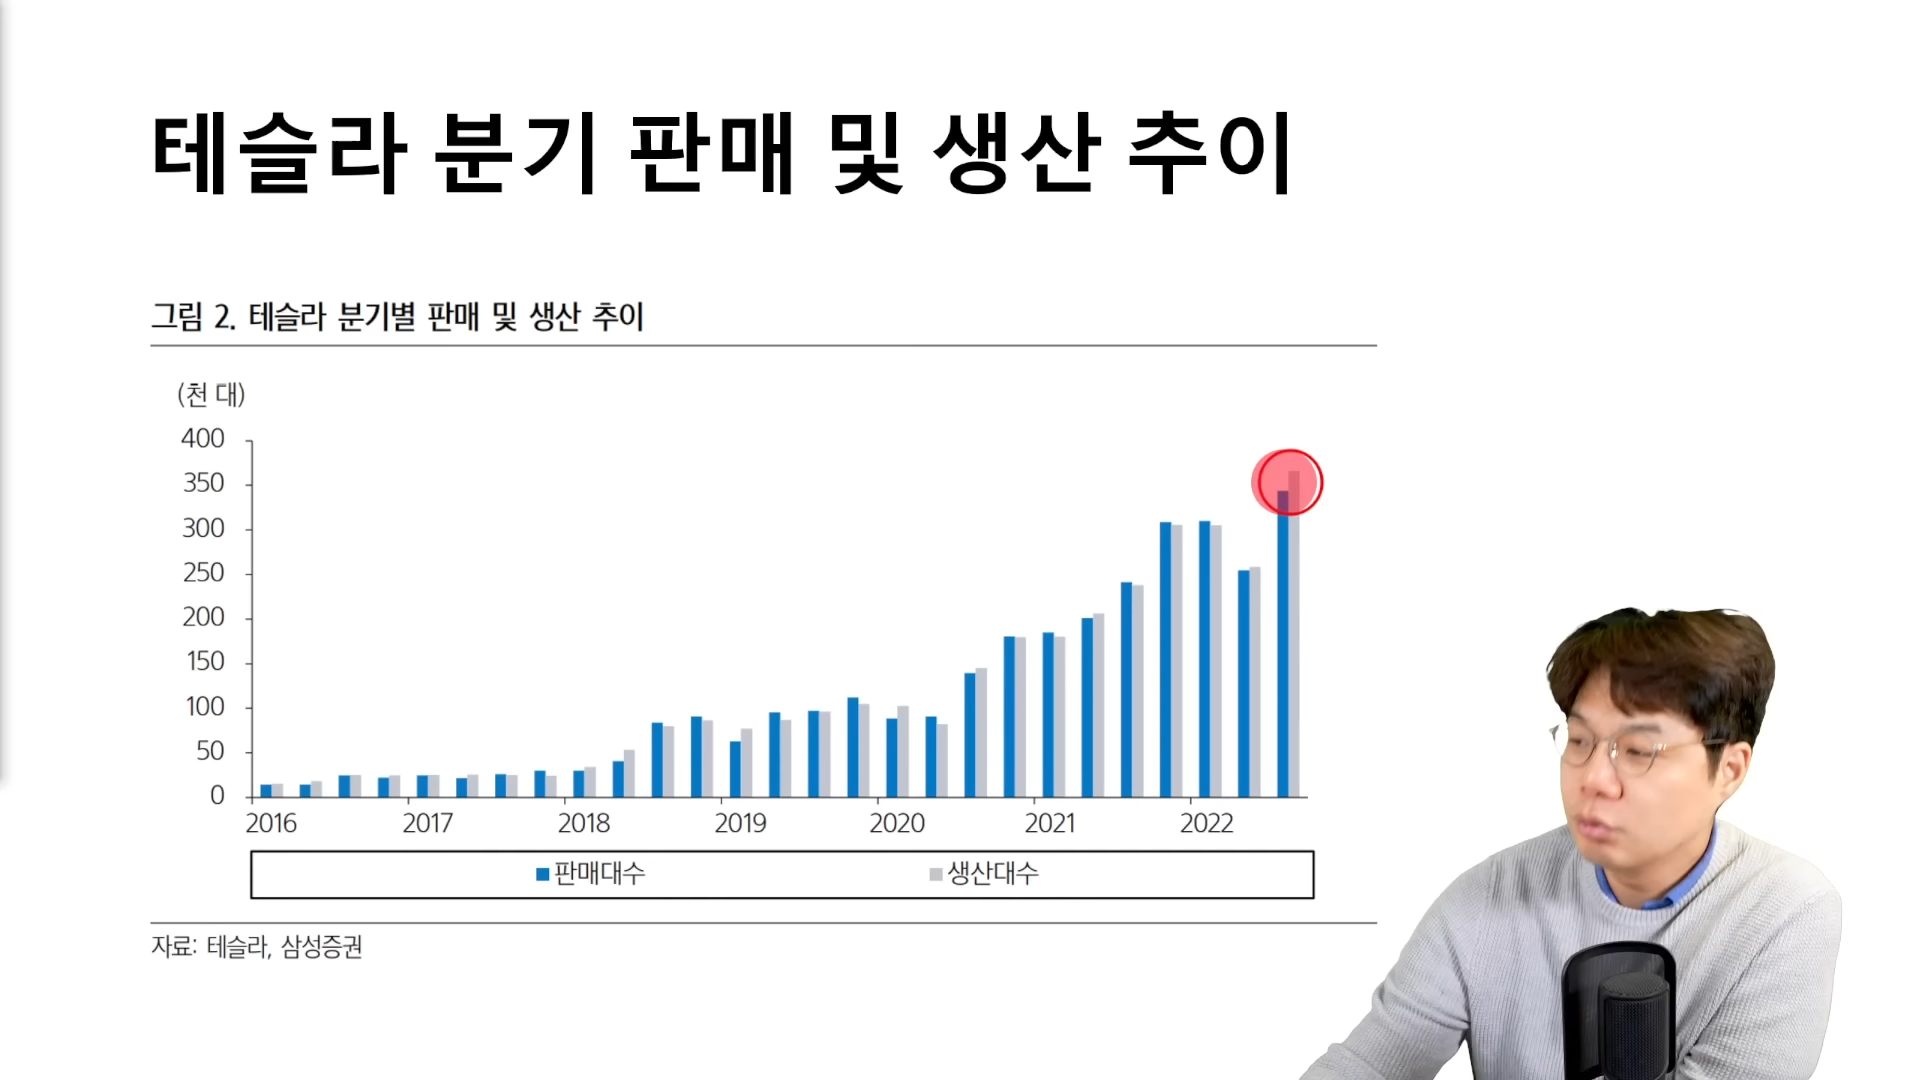 테슬라 분기 판매 및 생산 추이
그림 2. 테슬라 분기별 판매 및 생산 추이
(천 대)
400
350
300
250
200
150
100
50
0
2016 2017 2018 2019 2020 2021 2022
판매대수 생산대수
자료: 테슬라, 삼성증권